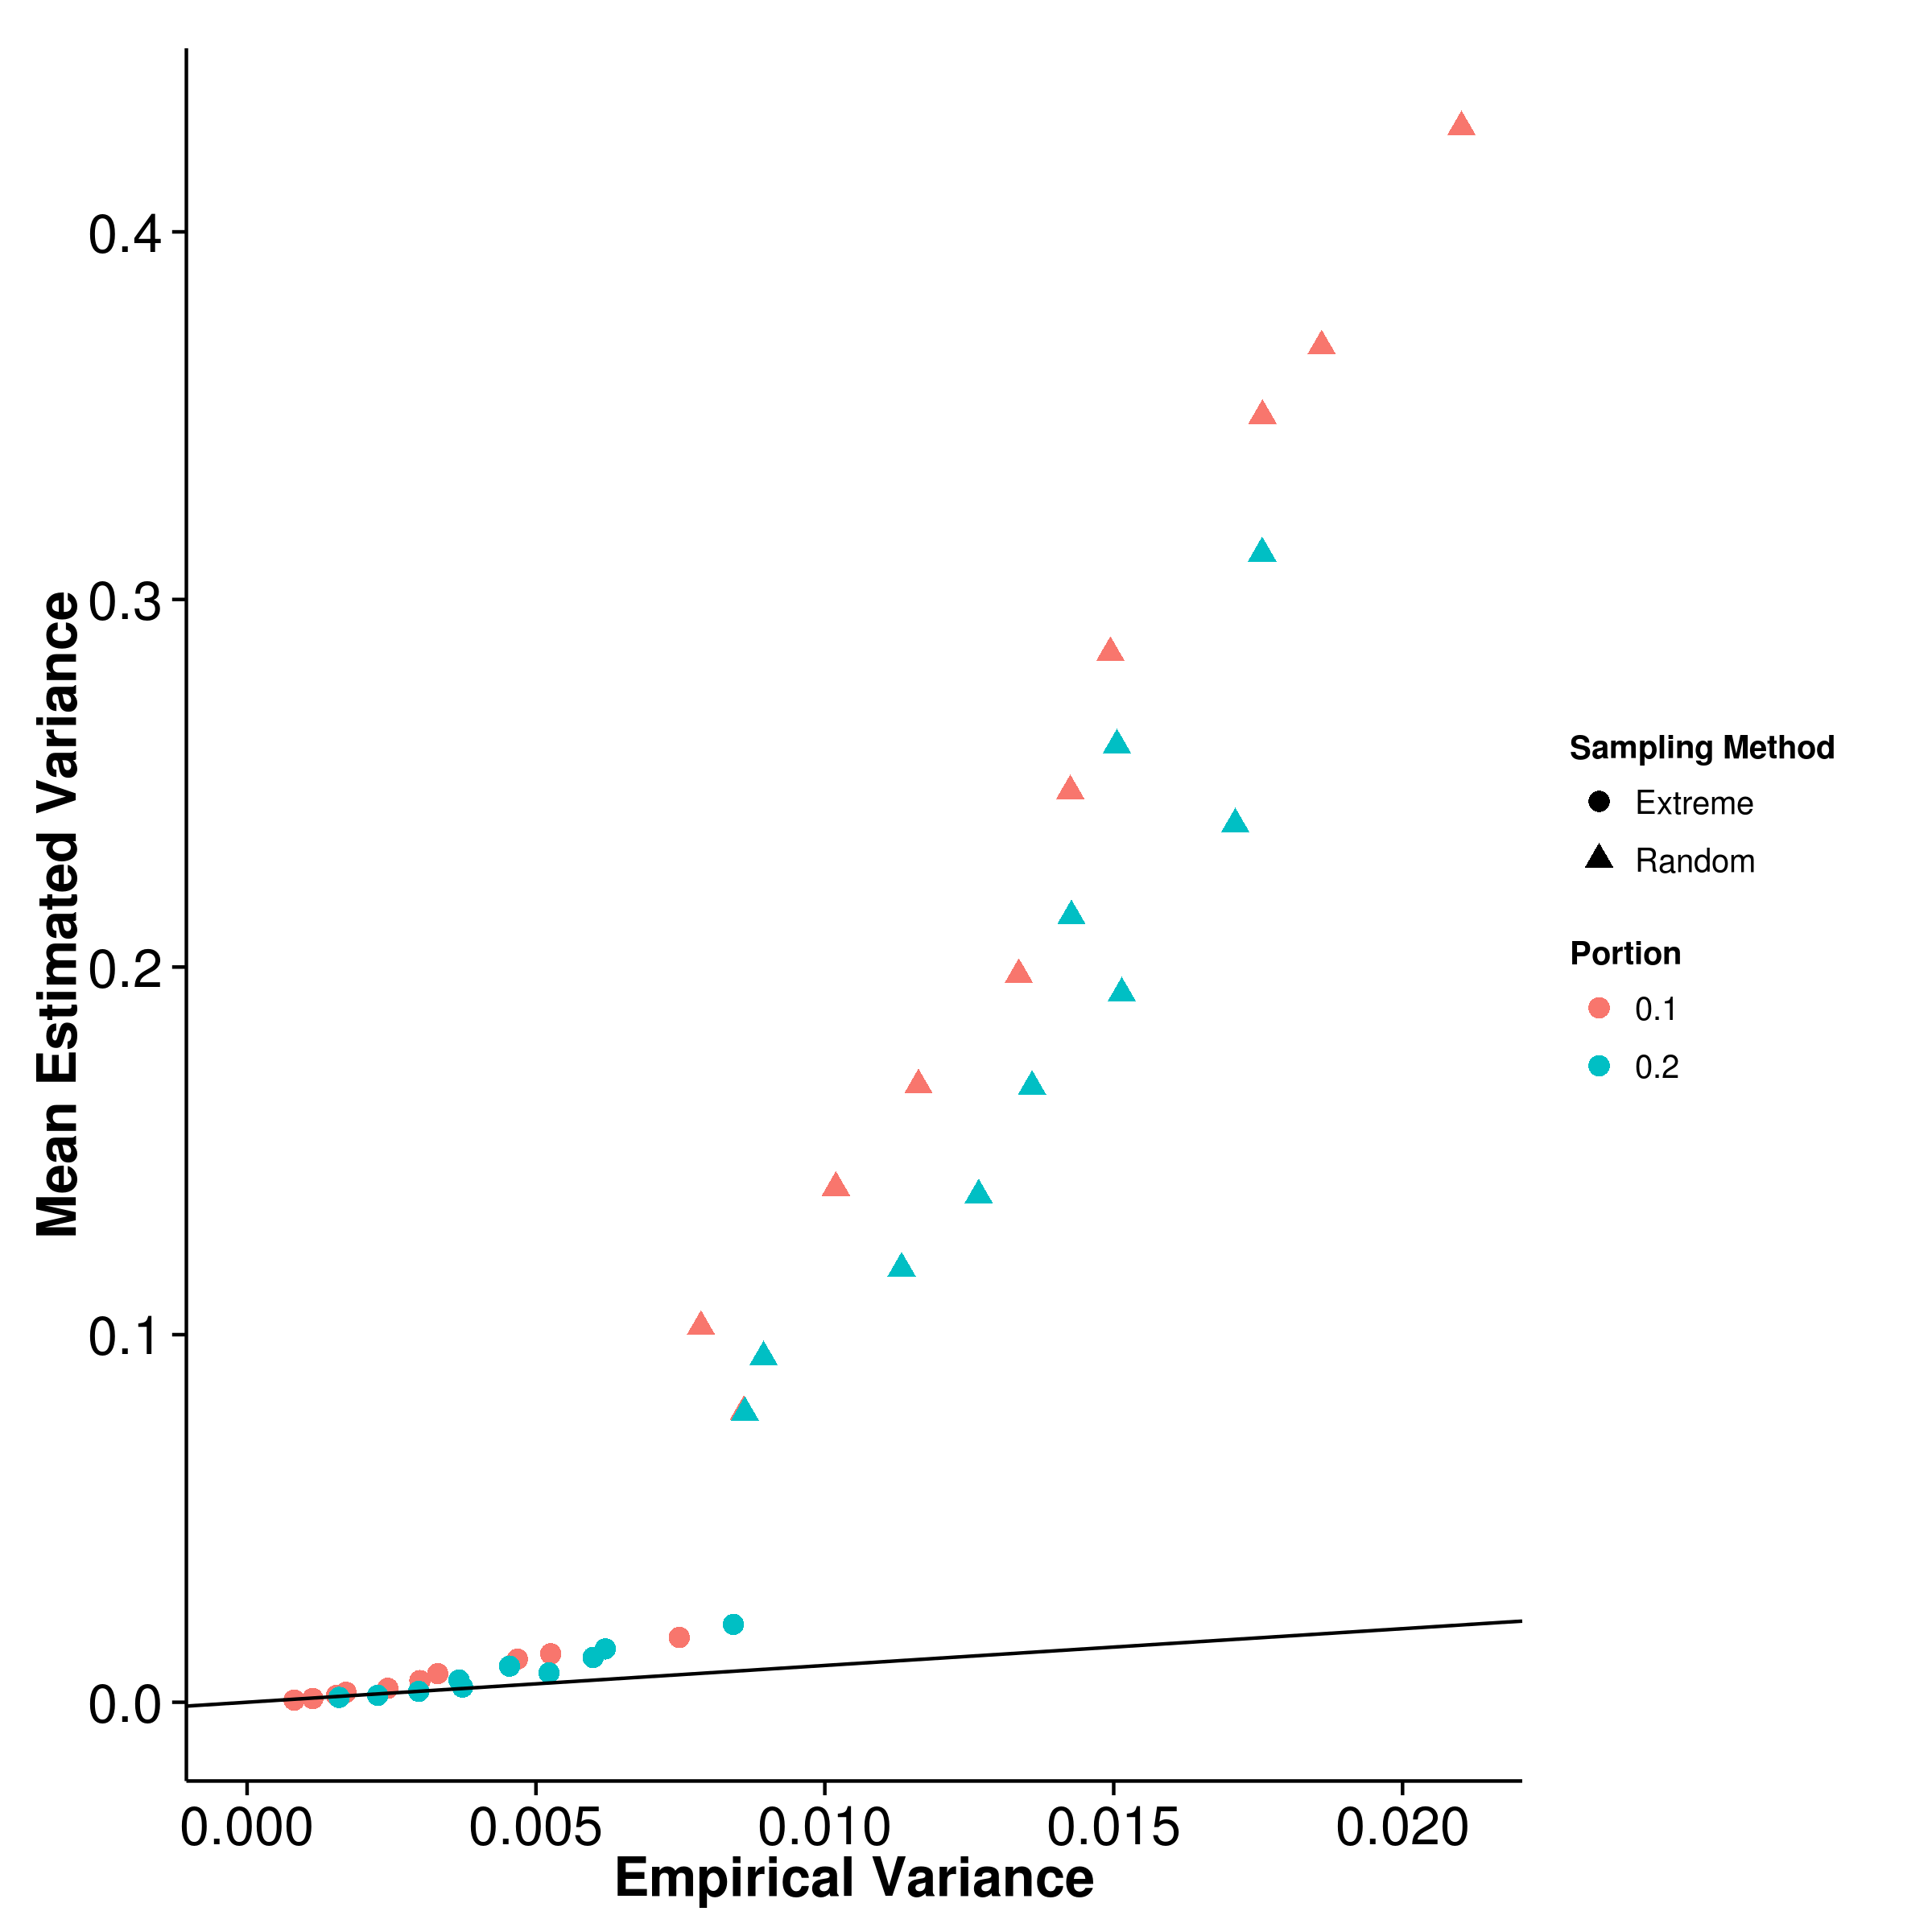 0.4
0.3
0.2
0.1
0.0
Mean Estimated Variance
0.000 0.005 0.010 0.015 0.020
Empirical Variance
Sampling Method
Extreme
Random
Portion
0.1
0.2